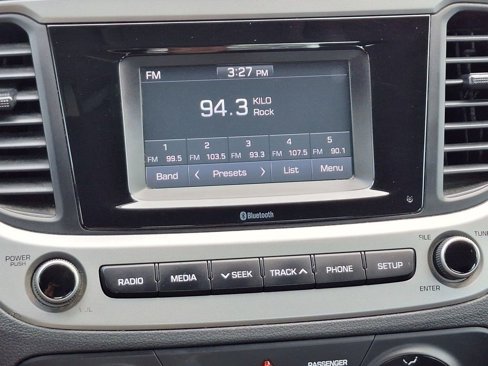 FM 3:27 PM
94.3 KILO
Rock
1 2 3 4 5
FM 99.5 FM 103.5 FM 93.3 FM 107.5 FM 90.1
Band < Presets > List Menu
Bluetooth
POWER
PUSH
RADIO MEDIA SEEK TRACK PHONE SETUP
FILE TUNE
ENTER
PASSENGER